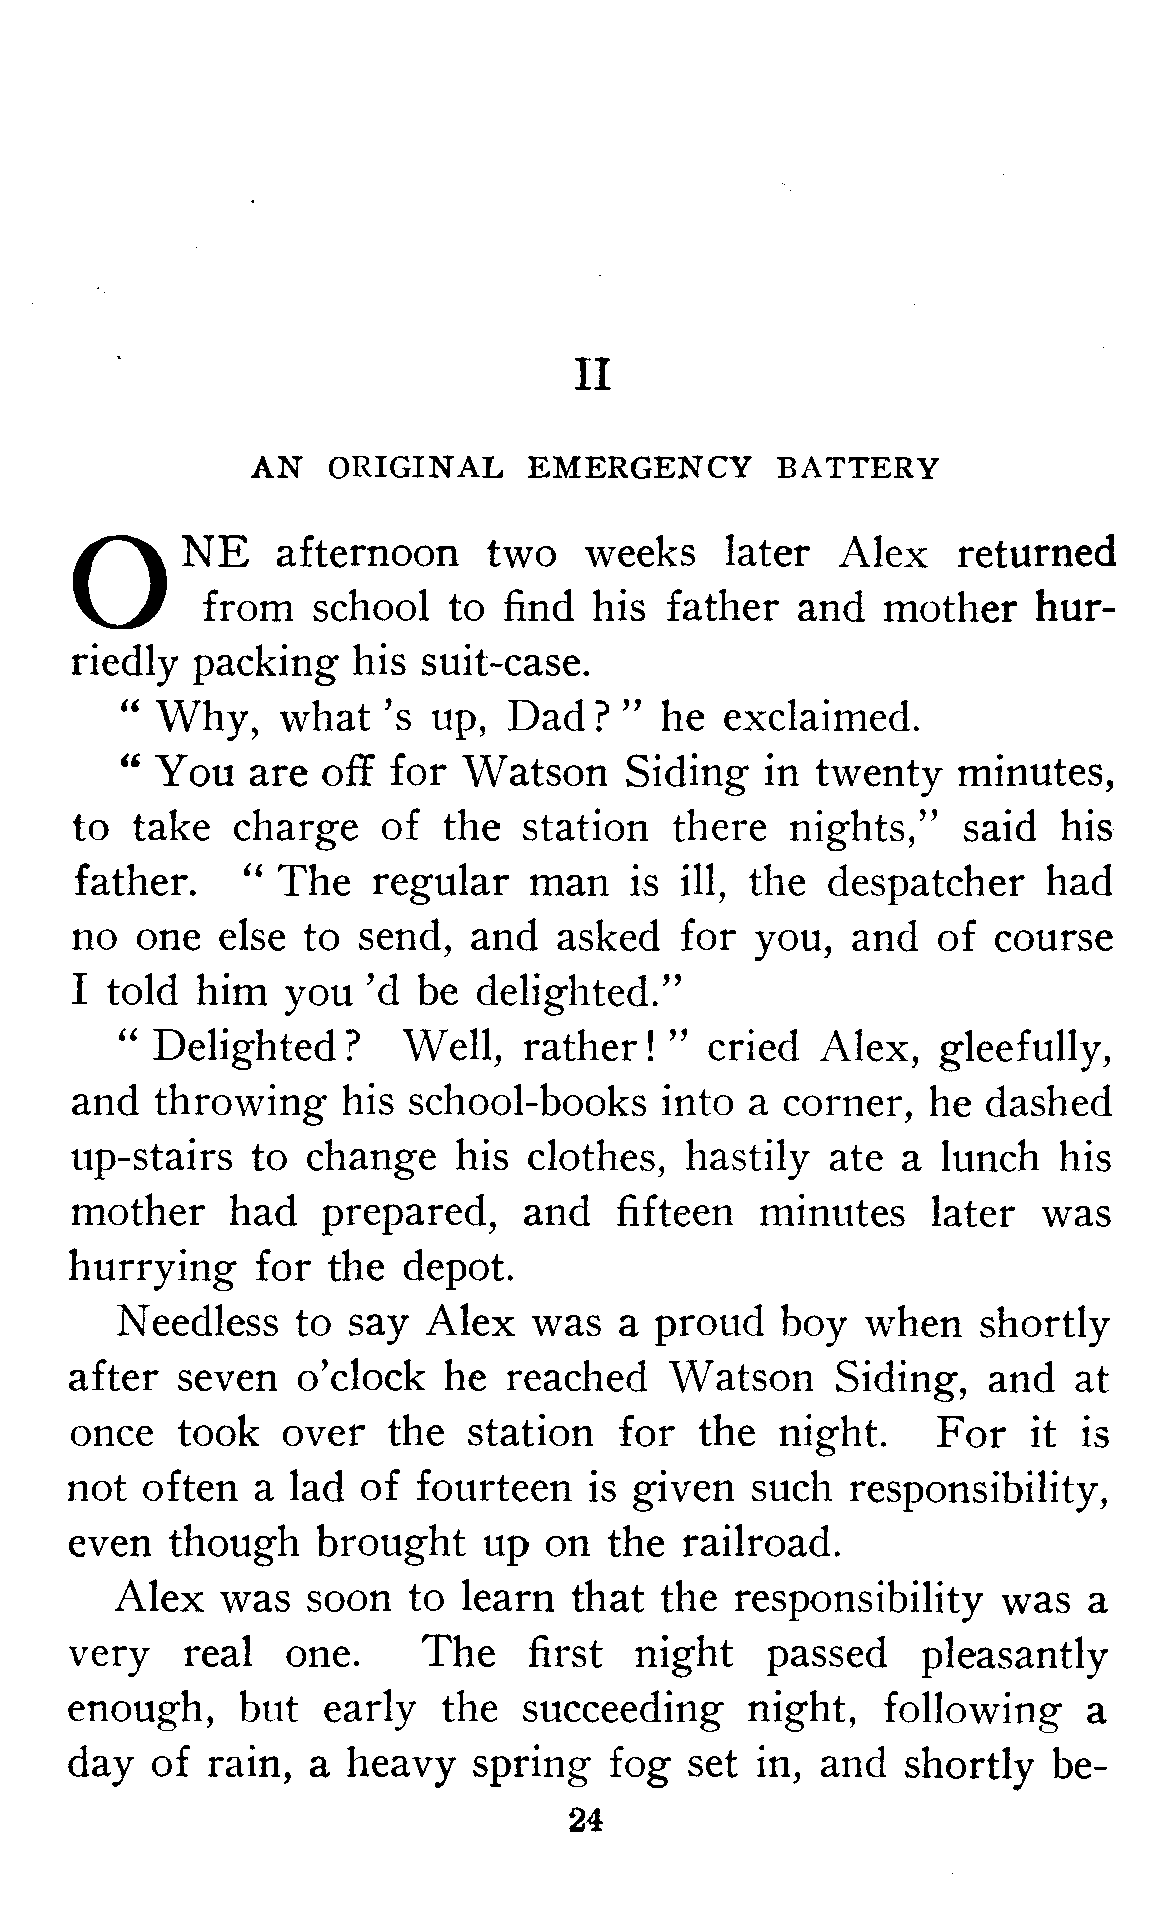 II
AN ORIGINAL EMERGENCY BATTERY
ONE afternoon two weeks later Alex returned
from school to find his father and mother hur-
riedly packing his suit-case.
" Why, what 's up, Dad? " he exclaimed.
" You are off for Watson Siding in twenty minutes,
to take charge of the station there nights," said his
father. " The regular man is ill, the despatcher had
no one else to send, and asked for you, and of course
I told him you 'd be delighted."
" Delighted? Well, rather! " cried Alex, gleefully,
and throwing his school-books into a corner, he dashed
up-stairs to change his clothes, hastily ate a lunch his
mother had prepared, and fifteen minutes later was
hurrying for the depot.
Needless to say Alex was a proud boy when shortly
after seven o'clock he reached Watson Siding, and at
once took over the station for the night. For it is
not often a lad of fourteen is given such responsibility,
even though brought up on the railroad.
Alex was soon to learn that the responsibility was a
very real one. The first night passed pleasantly
enough, but early the succeeding night, following a
day of rain, a heavy spring fog set in, and shortly be-
24